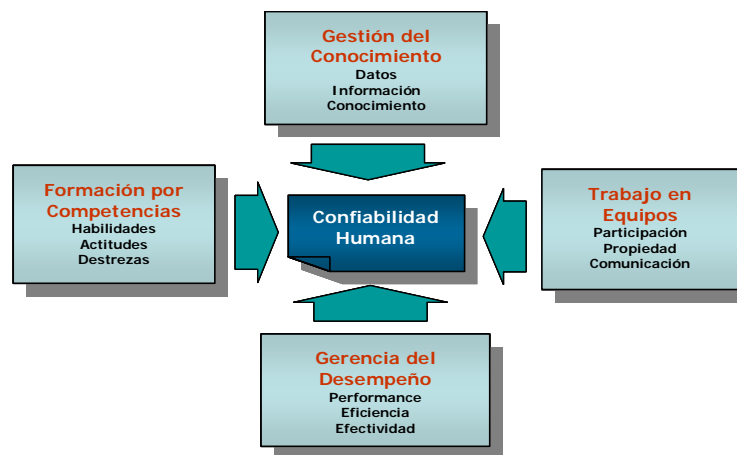 Gestión del
Conocimiento
Datos
Información
Conocimiento
Formación por
Competencias
Habilidades
Actitudes
Destrezas
Confiabilidad
Humana
Trabajo en
Equipos
Participación
Propiedad
Comunicación
Gerencia del
Desempeño
Performance
Eficiencia
Efectividad